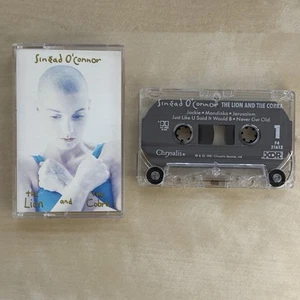 Sinéad O'Connor
the Lion and the Cobra
Sinéad O'Connor THE LION AND THE COBRA
Jackie • Mandinka • Jerusalem
Just Like U Said It Would B • Never Get Old
1
Chrysalis
XDR